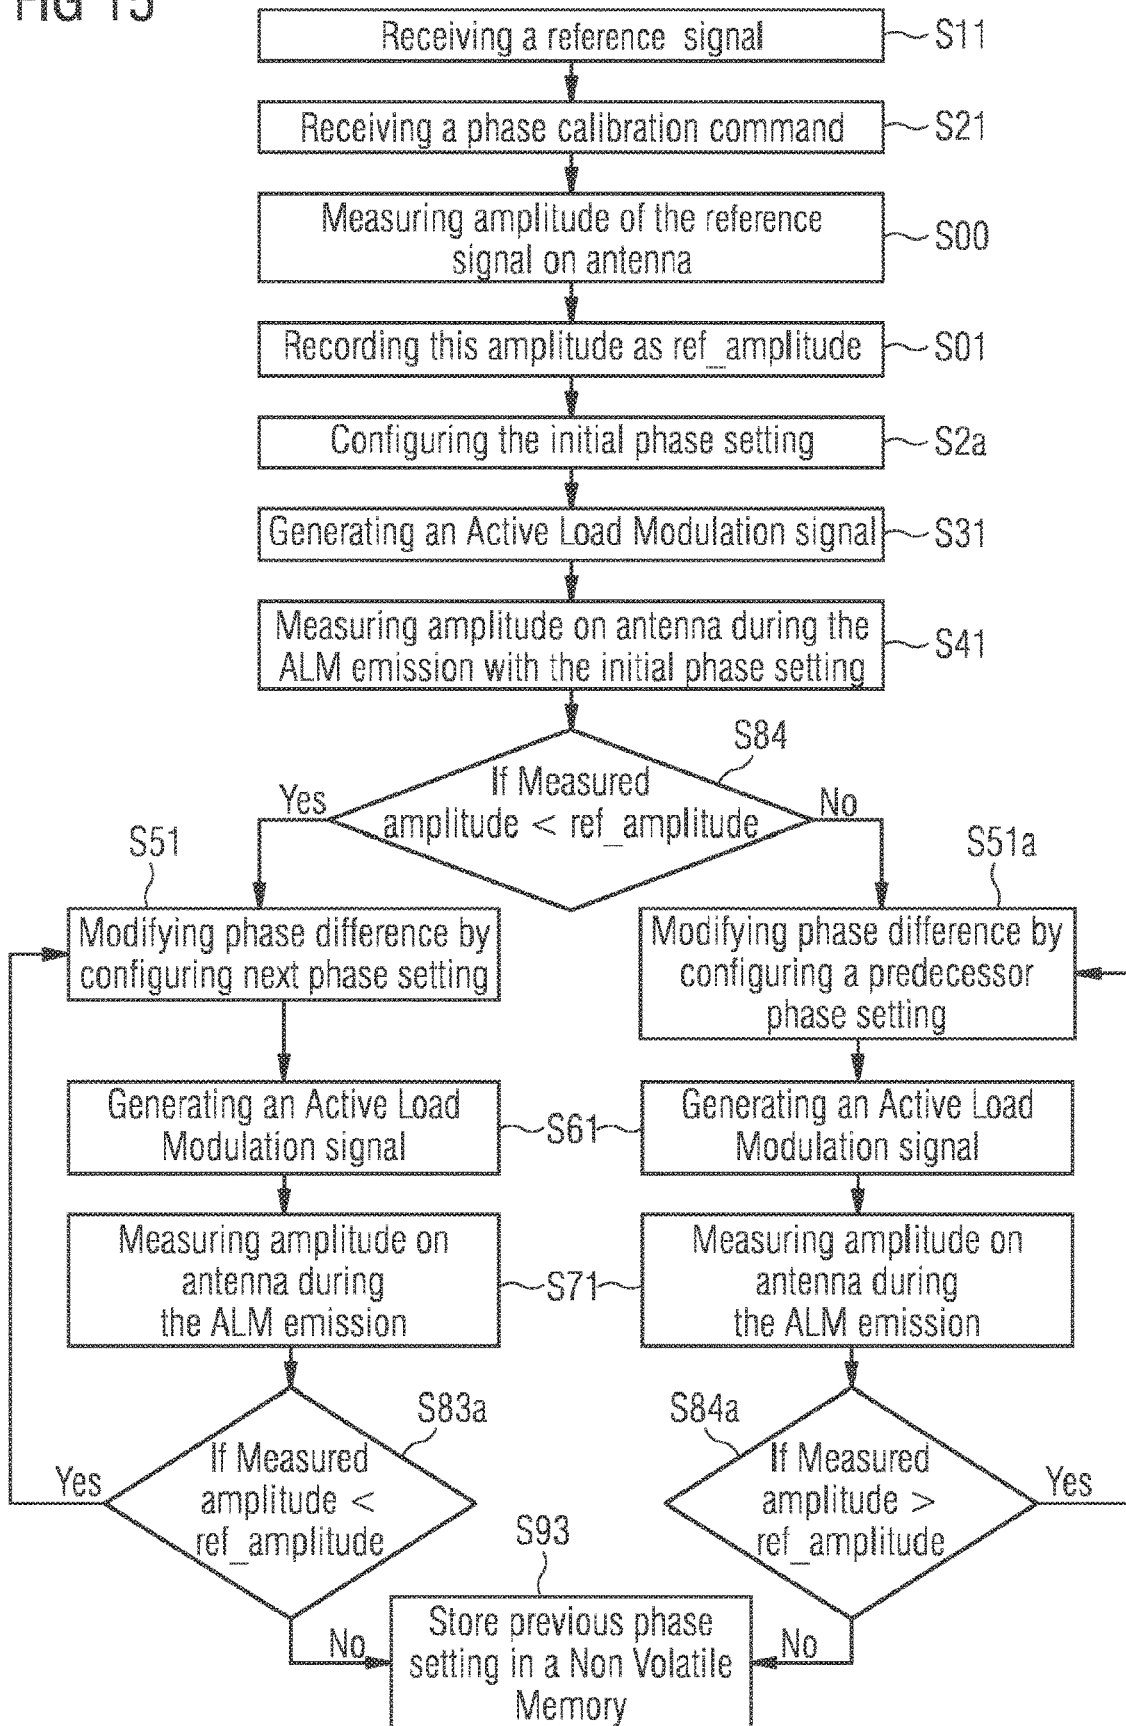 FIG 15
Receiving a reference signal
S11
Receiving a phase calibration command
S21
Measuring amplitude of the reference
signal on antenna
S00
Recording this amplitude as ref_amplitude
S01
Configuring the initial phase setting
S2a
Generating an Active Load Modulation signal
S31
Measuring amplitude on antenna during the
ALM emission with the initial phase setting
S41
S84
If Measured
amplitude < ref_amplitude
Yes
No
S51
S51a
Modifying phase difference by
configuring next phase setting
Modifying phase difference by
configuring a predecessor
phase setting
Generating an Active Load
Modulation signal
S61
Generating an Active Load
Modulation signal
Measuring amplitude on
antenna during
the ALM emission
S71
Measuring amplitude on
antenna during
the ALM emission
S83a
If Measured
amplitude <
ref_amplitude
Yes
S84a
If Measured
amplitude >
ref_amplitude
Yes
S93
No
Store previous phase
setting in a Non Volatile
Memory
No